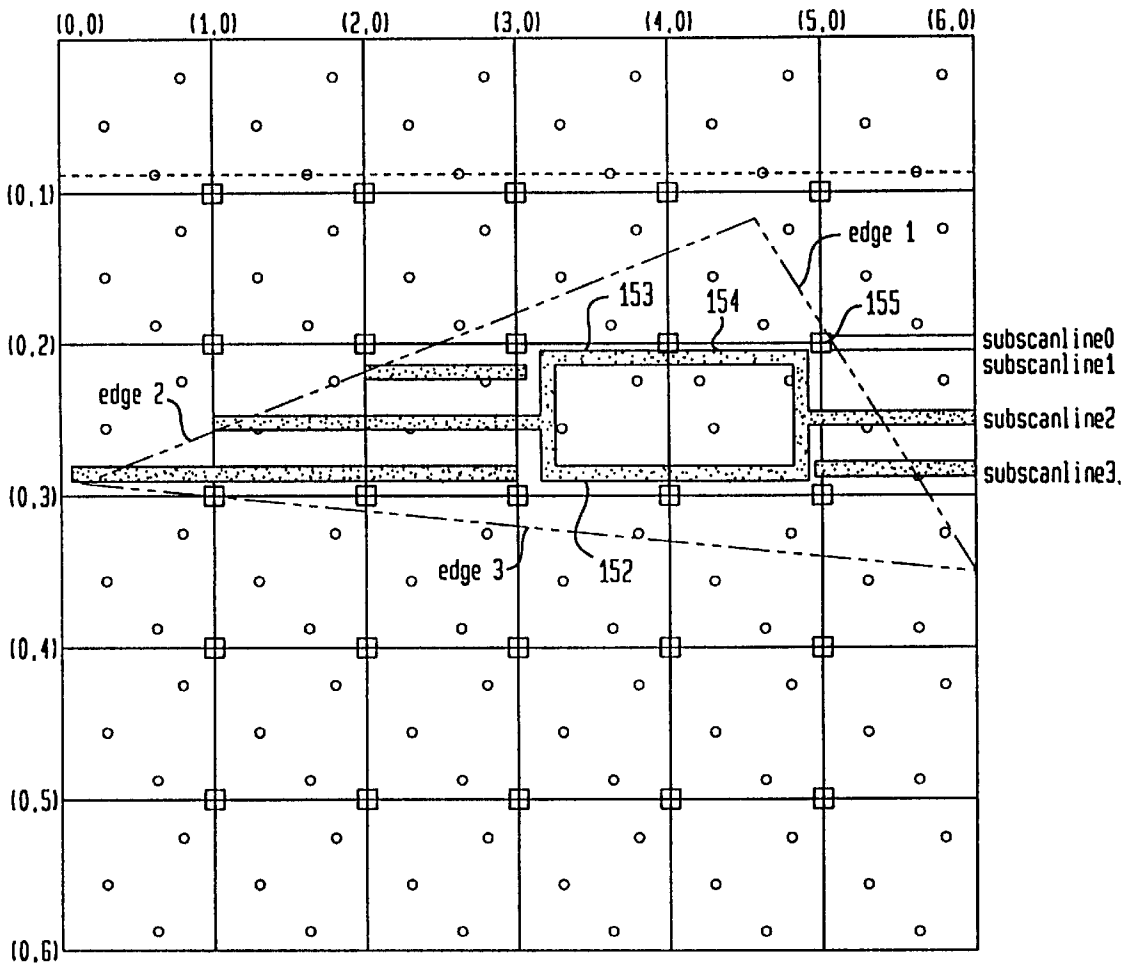 (0,0) (1,0) (2,0) (3,0) (4,0) (5,0) (6,0)
(0,1)
edge 1
153 154 155
(0,2)
subscanline0
subscanline1
edge 2
subscanline2
subscanline3.
(0,3)
edge 3 152
(0,4)
(0,5)
(0,6)